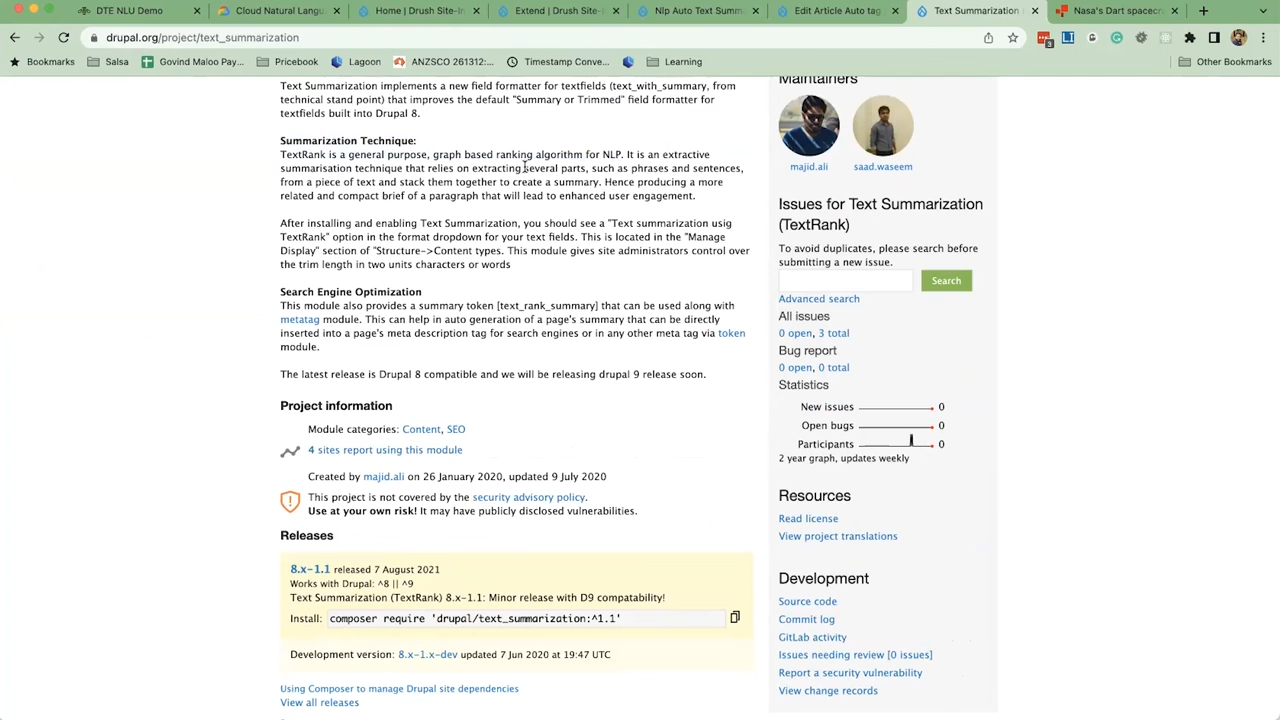 DTE NLU Demo
Cloud Natural Langu
Home | Drush Site-In
Extend | Drush Site-
Nlp Auto Text Summ
Edit Article Auto tag
Text Summarization
Nasa's Dart spacecr
drupal.org/project/text_summarization
3
Bookmarks
Salsa
Govind Maloo Pay...
Pricebook
Lagoon
ANZSCO 261312:...
Timestamp Conve...
Learning
Other Bookmarks
Text Summarization implements a new field formatter for textfields (text_with_summary, from
technical stand point) that improves the default "Summary or Trimmed" field formatter for
textfields built into Drupal 8.
Summarization Technique:
TextRank is a general purpose, graph based ranking algorithm for NLP. It is an extractive
summarisation technique that relies on extracting several parts, such as phrases and sentences,
from a piece of text and stack them together to create a summary. Hence producing a more
related and compact brief of a paragraph that will lead to enhanced user engagement.
After installing and enabling Text Summarization, you should see a "Text summarization usig
TextRank" option in the format dropdown for your text fields. This is located in the "Manage
Display" section of "Structure->Content types. This module gives site administrators control over
the trim length in two units characters or words
Search Engine Optimization
This module also provides a summary token [text_rank_summary] that can be used along with
metatag module. This can help in auto generation of a page's summary that can be directly
inserted into a page's meta description tag for search engines or in any other meta tag via token
module.
The latest release is Drupal 8 compatible and we will be releasing drupal 9 release soon.
Project information
Module categories: Content, SEO
4 sites report using this module
Created by majid.ali on 26 January 2020, updated 9 July 2020
This project is not covered by the security advisory policy.
Use at your own risk! It may have publicly disclosed vulnerabilities.
Releases
8.x-1.1 released 7 August 2021
Works with Drupal: ^8 || ^9
Text Summarization (TextRank) 8.x-1.1: Minor release with D9 compatability!
Install: composer require 'drupal/text_summarization:^1.1'
Development version: 8.x-1.x-dev updated 7 Jun 2020 at 19:47 UTC
Using Composer to manage Drupal site dependencies
View all releases
Maintainers
majid.ali
saad.waseem
Issues for Text Summarization
(TextRank)
To avoid duplicates, please search before
submitting a new issue.
Search
Advanced search
All issues
0 open, 3 total
Bug report
0 open, 0 total
Statistics
New issues 0
Open bugs 0
Participants 0
2 year graph, updates weekly
Resources
Read license
View project translations
Development
Source code
Commit log
GitLab activity
Issues needing review [0 issues]
Report a security vulnerability
View change records